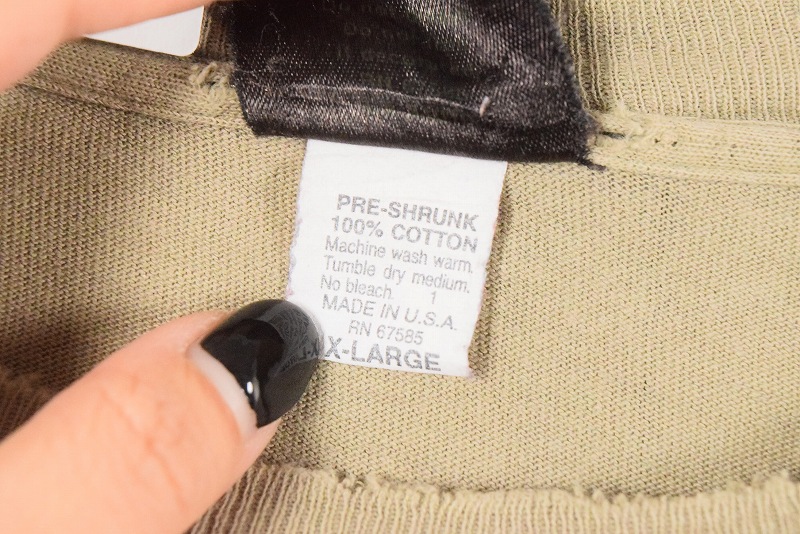 PRE-SHRUNK
100% COTTON
Machine wash warm.
Tumble dry medium.
No bleach. 1
MADE IN U.S.A.
RN 67585
X-LARGE